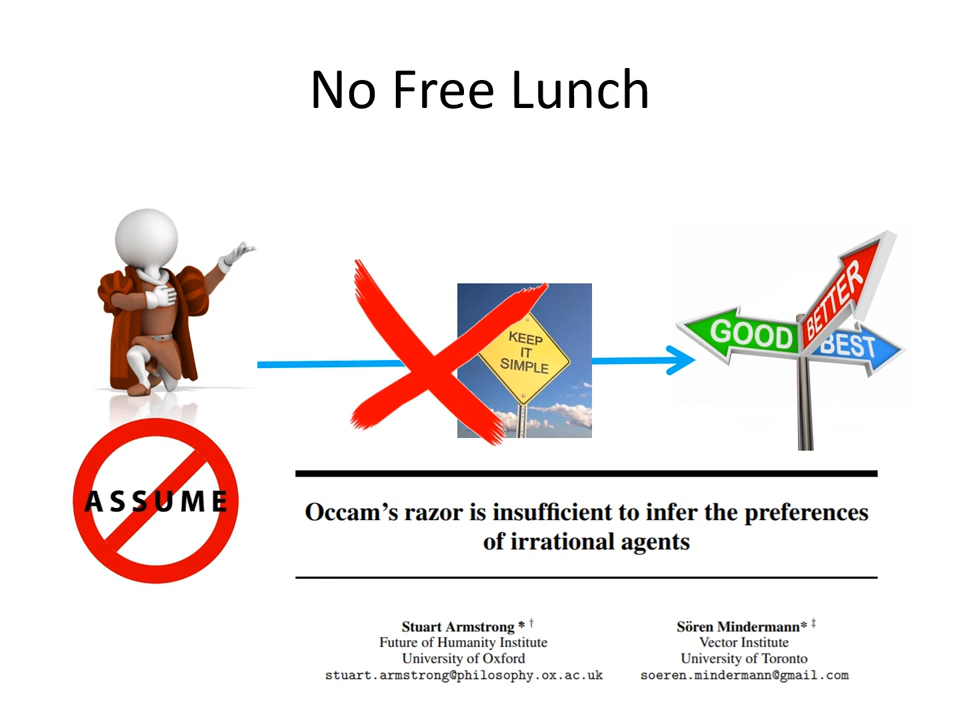 No Free Lunch
KEEP
IT
SIMPLE
GOOD
BETTER
BEST
ASSUME
Occam's razor is insufficient to infer the preferences
of irrational agents
Stuart Armstrong * †
Future of Humanity Institute
University of Oxford
stuart.armstrong@philosophy.ox.ac.uk
Sören Mindermann* ‡
Vector Institute
University of Toronto
soeren.mindermann@gmail.com